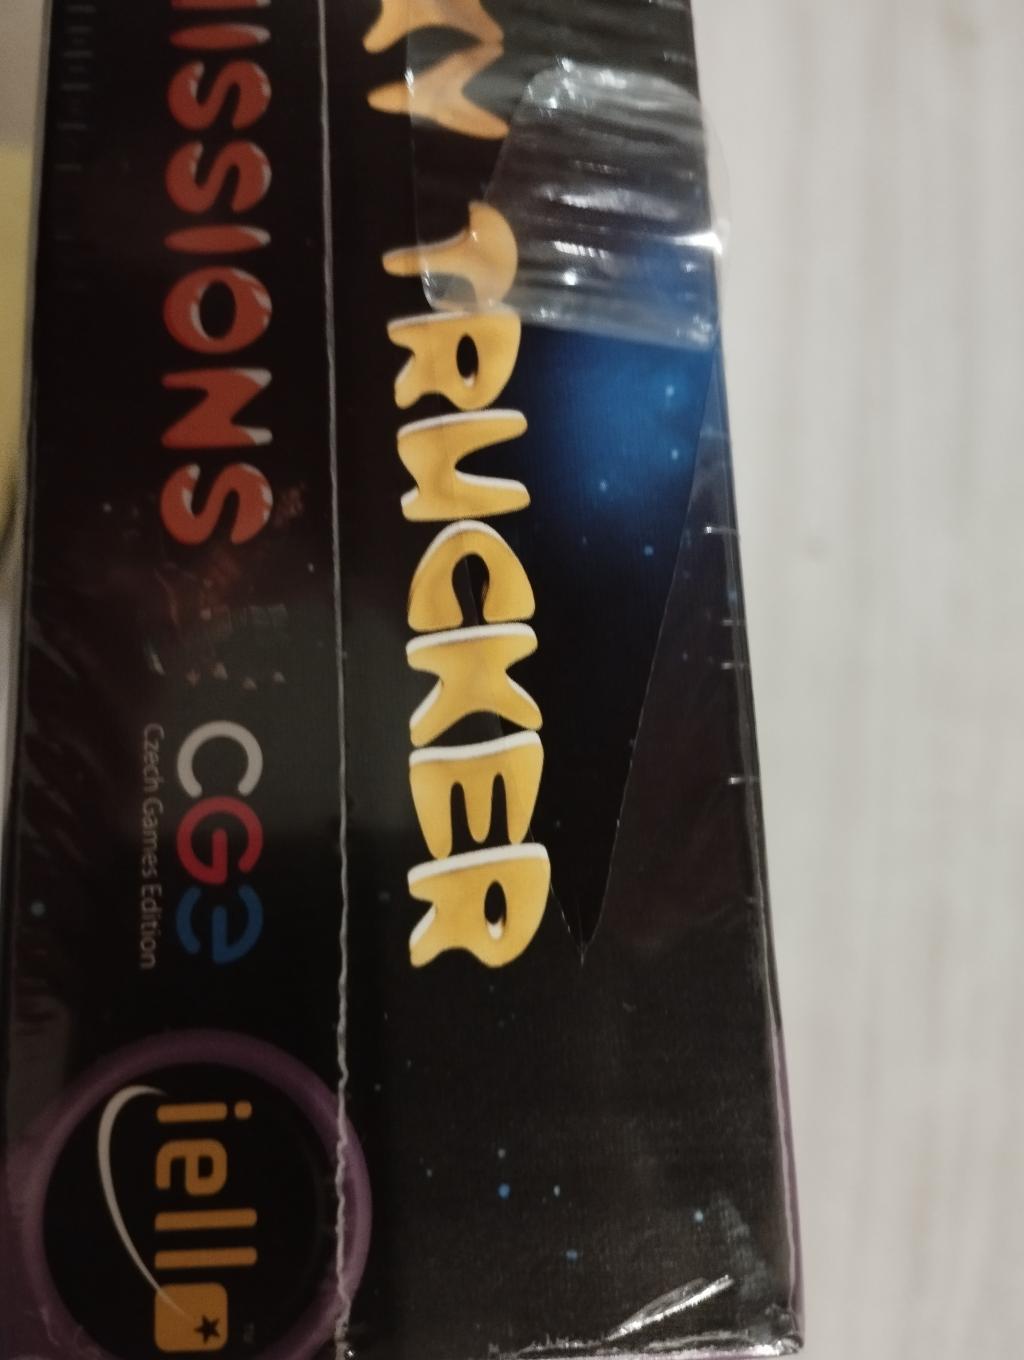 TRUCKER
ISSIONS
CGE
Czech Games Edition
iello